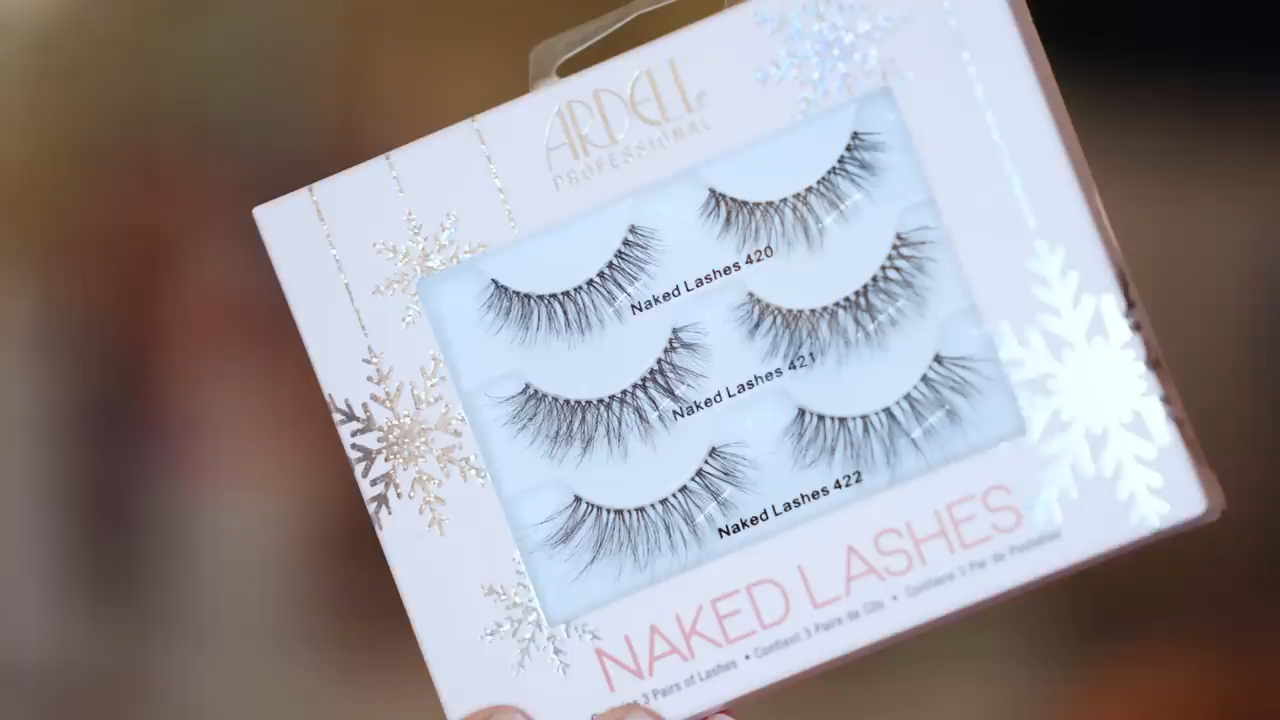 ARDELL
PROFESSIONAL
Naked Lashes 420
Naked Lashes 421
Naked Lashes 422
NAKED LASHES
3 Pairs of Lashes • Contient 3 Paire de Cils • Contiene 3 Par de Pestañas